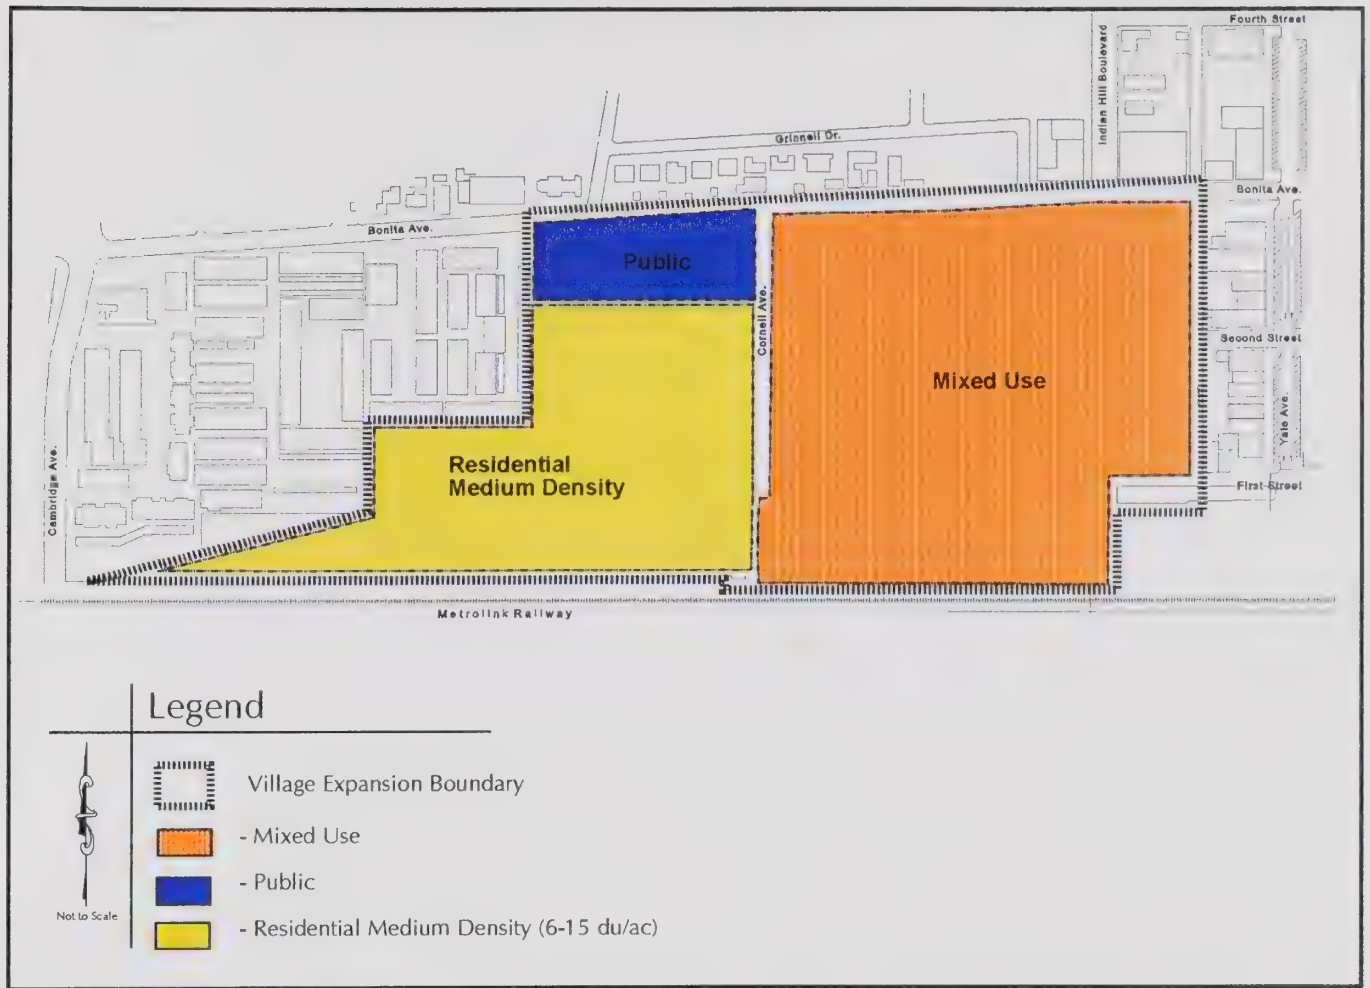 Fourth Street
Indian Hill Boulevard
Grinnell Dr.
Bonita Ave.
Bonita Ave.
Public
Cornell Ave.
Second Street
Mixed Use
Yale Ave.
Residential
Medium Density
Cambridge Ave.
First Street
Metrolink Railway
Legend
Village Expansion Boundary
- Mixed Use
- Public
Not to Scale
- Residential Medium Density (6-15 du/ac)